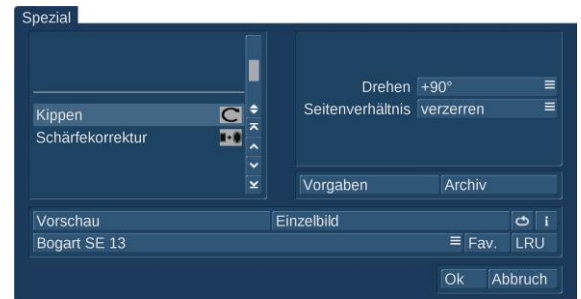 Spezial
Kippen
Schärfekorrektur
Drehen +90°
Seitenverhältnis verzerren
Vorgaben Archiv
Vorschau Einzelbild i
Bogart SE 13 Fav. LRU
Ok Abbruch